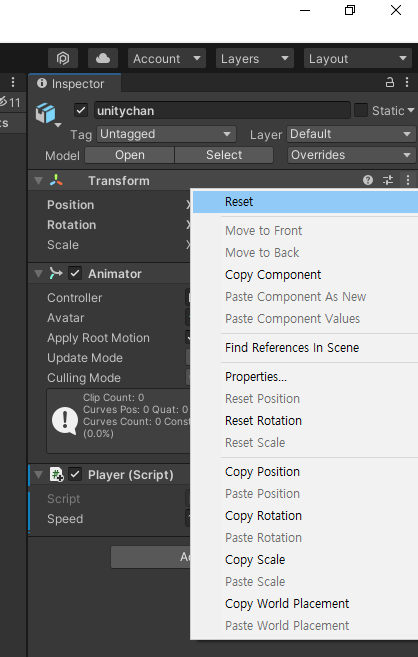 Account Layers Layout
11
Inspector
ts
unitychan Static
Tag Untagged Layer Default
Model Open Select Overrides
Transform
Position
Rotation
Scale
Animator
Controller
Avatar
Apply Root Motion
Update Mode
Culling Mode
Clip Count: 0
Curves Pos: 0 Quat: 0
Curves Count: 0 Const
(0.0%)
Player (Script)
Script
Speed
Reset
Move to Front
Move to Back
Copy Component
Paste Component As New
Paste Component Values
Find References In Scene
Properties...
Reset Position
Reset Rotation
Reset Scale
Copy Position
Paste Position
Copy Rotation
Paste Rotation
Copy Scale
Paste Scale
Copy World Placement
Paste World Placement